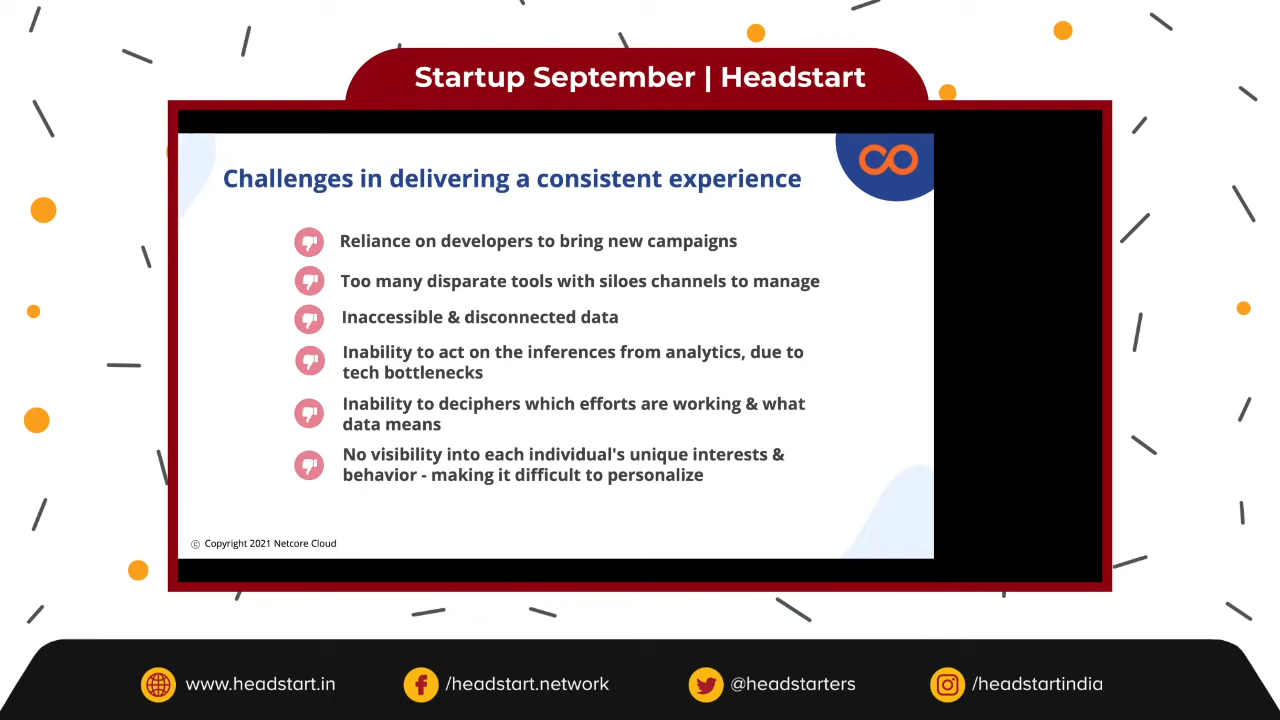 Startup September | Headstart
Challenges in delivering a consistent experience
Reliance on developers to bring new campaigns
Too many disparate tools with siloes channels to manage
Inaccessible & disconnected data
Inability to act on the inferences from analytics, due to
tech bottlenecks
Inability to deciphers which efforts are working & what
data means
No visibility into each individual's unique interests &
behavior - making it difficult to personalize
© Copyright 2021 Netcore Cloud
www.headstart.in
/headstart.network
@headstarters
/headstartindia